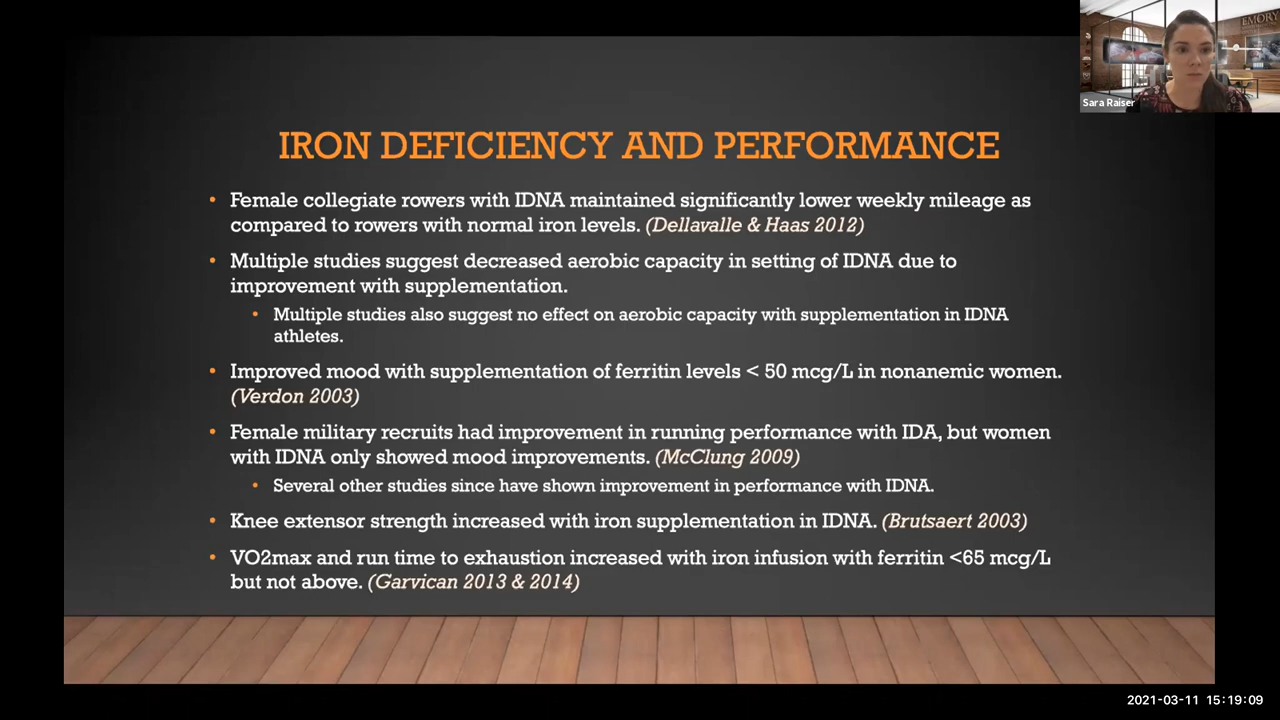 EMORY
Sara Raiser
IRON DEFICIENCY AND PERFORMANCE
• Female collegiate rowers with IDNA maintained significantly lower weekly mileage as
compared to rowers with normal iron levels. (Dellavalle & Haas 2012)
• Multiple studies suggest decreased aerobic capacity in setting of IDNA due to
improvement with supplementation.
• Multiple studies also suggest no effect on aerobic capacity with supplementation in IDNA
athletes.
• Improved mood with supplementation of ferritin levels < 50 mcg/L in nonanemic women.
(Verdon 2003)
• Female military recruits had improvement in running performance with IDA, but women
with IDNA only showed mood improvements. (McClung 2009)
• Several other studies since have shown improvement in performance with IDNA.
• Knee extensor strength increased with iron supplementation in IDNA. (Brutsaert 2003)
• VO2max and run time to exhaustion increased with iron infusion with ferritin <65 mcg/L
but not above. (Garvican 2013 & 2014)
2021-03-11 15:19:09